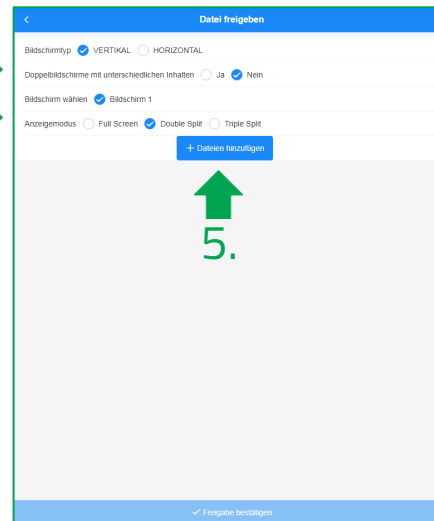 Datei freigeben
Bildschirmtyp VERTIKAL HORIZONTAL
Doppelbildschirme mit unterschiedlichen Inhalten Ja Nein
Bildschirm wählen Bildschirm 1
Anzeigemodus Full Screen Double Split Triple Split
+ Dateien hinzufügen
5.
Freigabe bestätigen